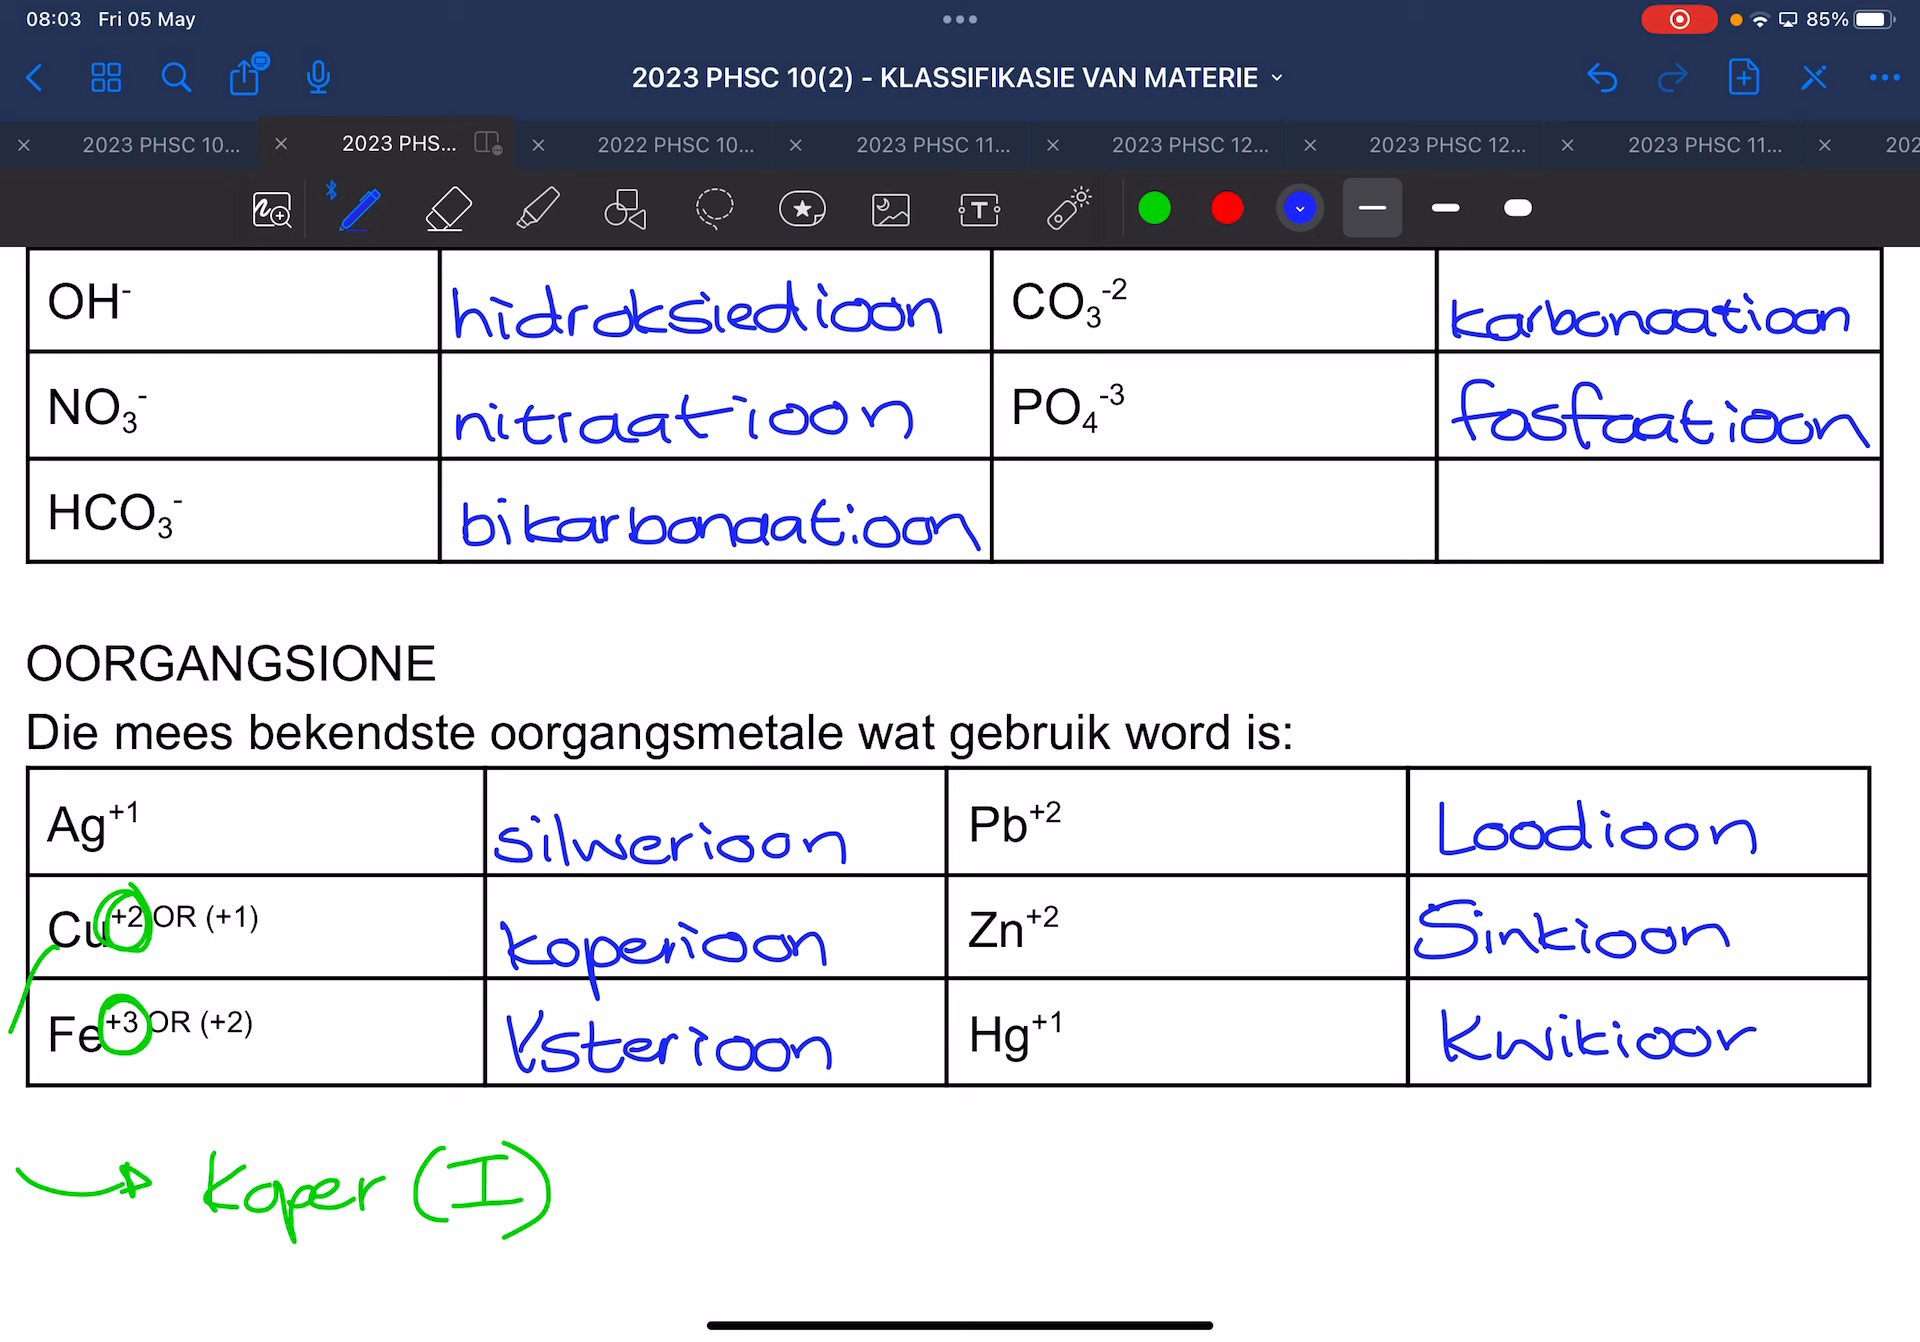 08:03 Fri 05 May
85%
2023 PHSC 10(2) - KLASSIFIKASIE VAN MATERIE
2023 PHSC 10... 2023 PHS... 2022 PHSC 10... 2023 PHSC 11... 2023 PHSC 12... 2023 PHSC 12... 2023 PHSC 11... 202
OH⁻ hidroksiedioon CO₃⁻² karbonaatioon
NO₃⁻ nitraatioon PO₄⁻³ fosfaatioon
HCO₃⁻ bikarbonaatioon
OORGANGSIONE
Die mees bekendste oorgangsmetale wat gebruik word is:
Ag⁺¹ silwerioon Pb⁺² Loodioon
Cu⁺² OR (+1) koperioon Zn⁺² Sinkioon
Fe⁺³ OR (+2) Ysterioon Hg⁺¹ Kwikioor
Koper (I)